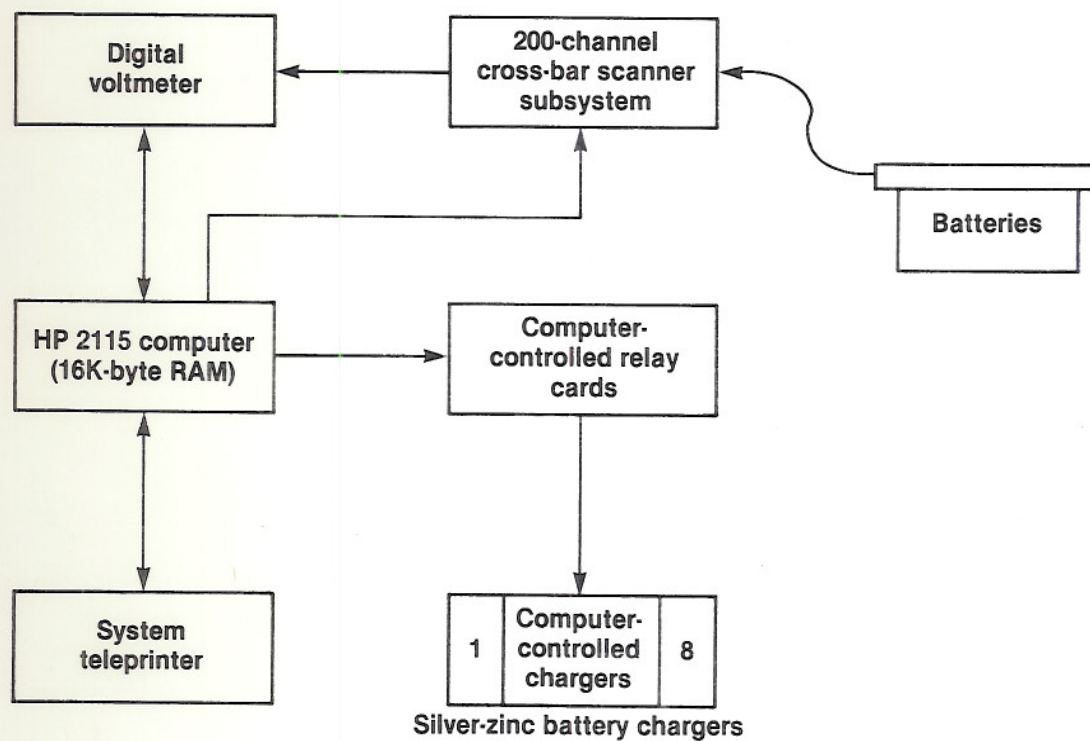 Digital
voltmeter
200-channel
cross-bar scanner
subsystem
Batteries
HP 2115 computer
(16K-byte RAM)
Computer-
controlled relay
cards
System
teleprinter
1
Computer-
controlled
chargers
8
Silver-zinc battery chargers